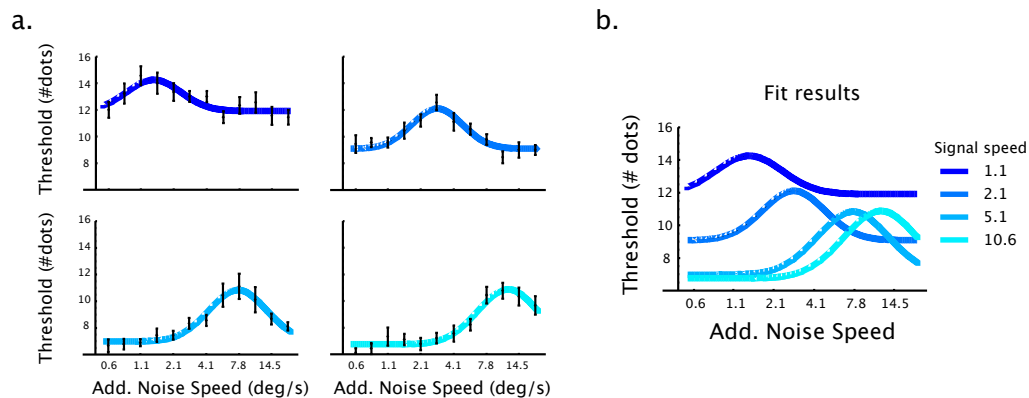 a.
Threshold (#dots)
16
14
12
10
8
Threshold (#dots)
16
14
12
10
8
0.6 1.1 2.1 4.1 7.8 14.5
0.6 1.1 2.1 4.1 7.8 14.5
Add. Noise Speed (deg/s)
Add. Noise Speed (deg/s)
b.
Fit results
Threshold (# dots)
16
14
12
10
8
0.6 1.1 2.1 4.1 7.8 14.5
Add. Noise Speed
Signal speed
1.1
2.1
5.1
10.6